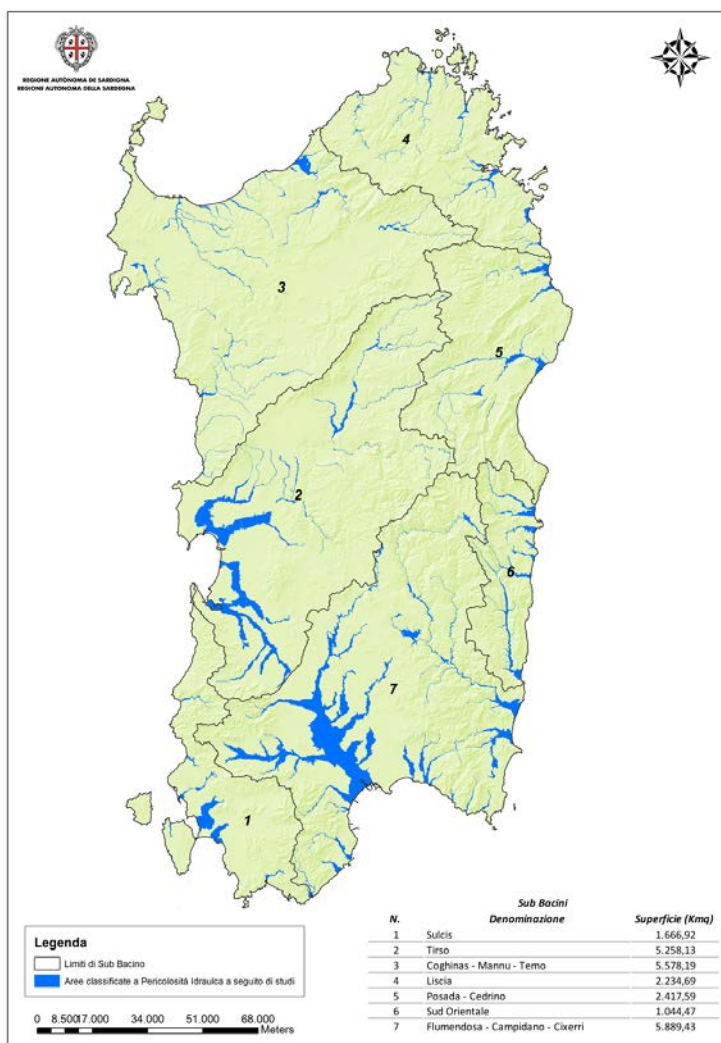 REGIONE AUTÒNOMA DE SARDIGNA
REGIONE AUTONOMA DELLA SARDEGNA
4
3
5
2
6
7
1
Legenda
Limiti di Sub Bacino
Aree classificate a Pericolosità Idraulca a seguito di studi
0 8.50017.000 34.000 51.000 68.000
Meters
Sub Bacini
N. Denominazione Superficie (Kmq)
1 Sulcis 1.666,92
2 Tirso 5.258,13
3 Coghinas - Mannu - Temo 5.578,19
4 Liscia 2.234,69
5 Posada - Cedrino 2.417,59
6 Sud Orientale 1.044,47
7 Flumendosa - Campidano - Cixerri 5.889,43